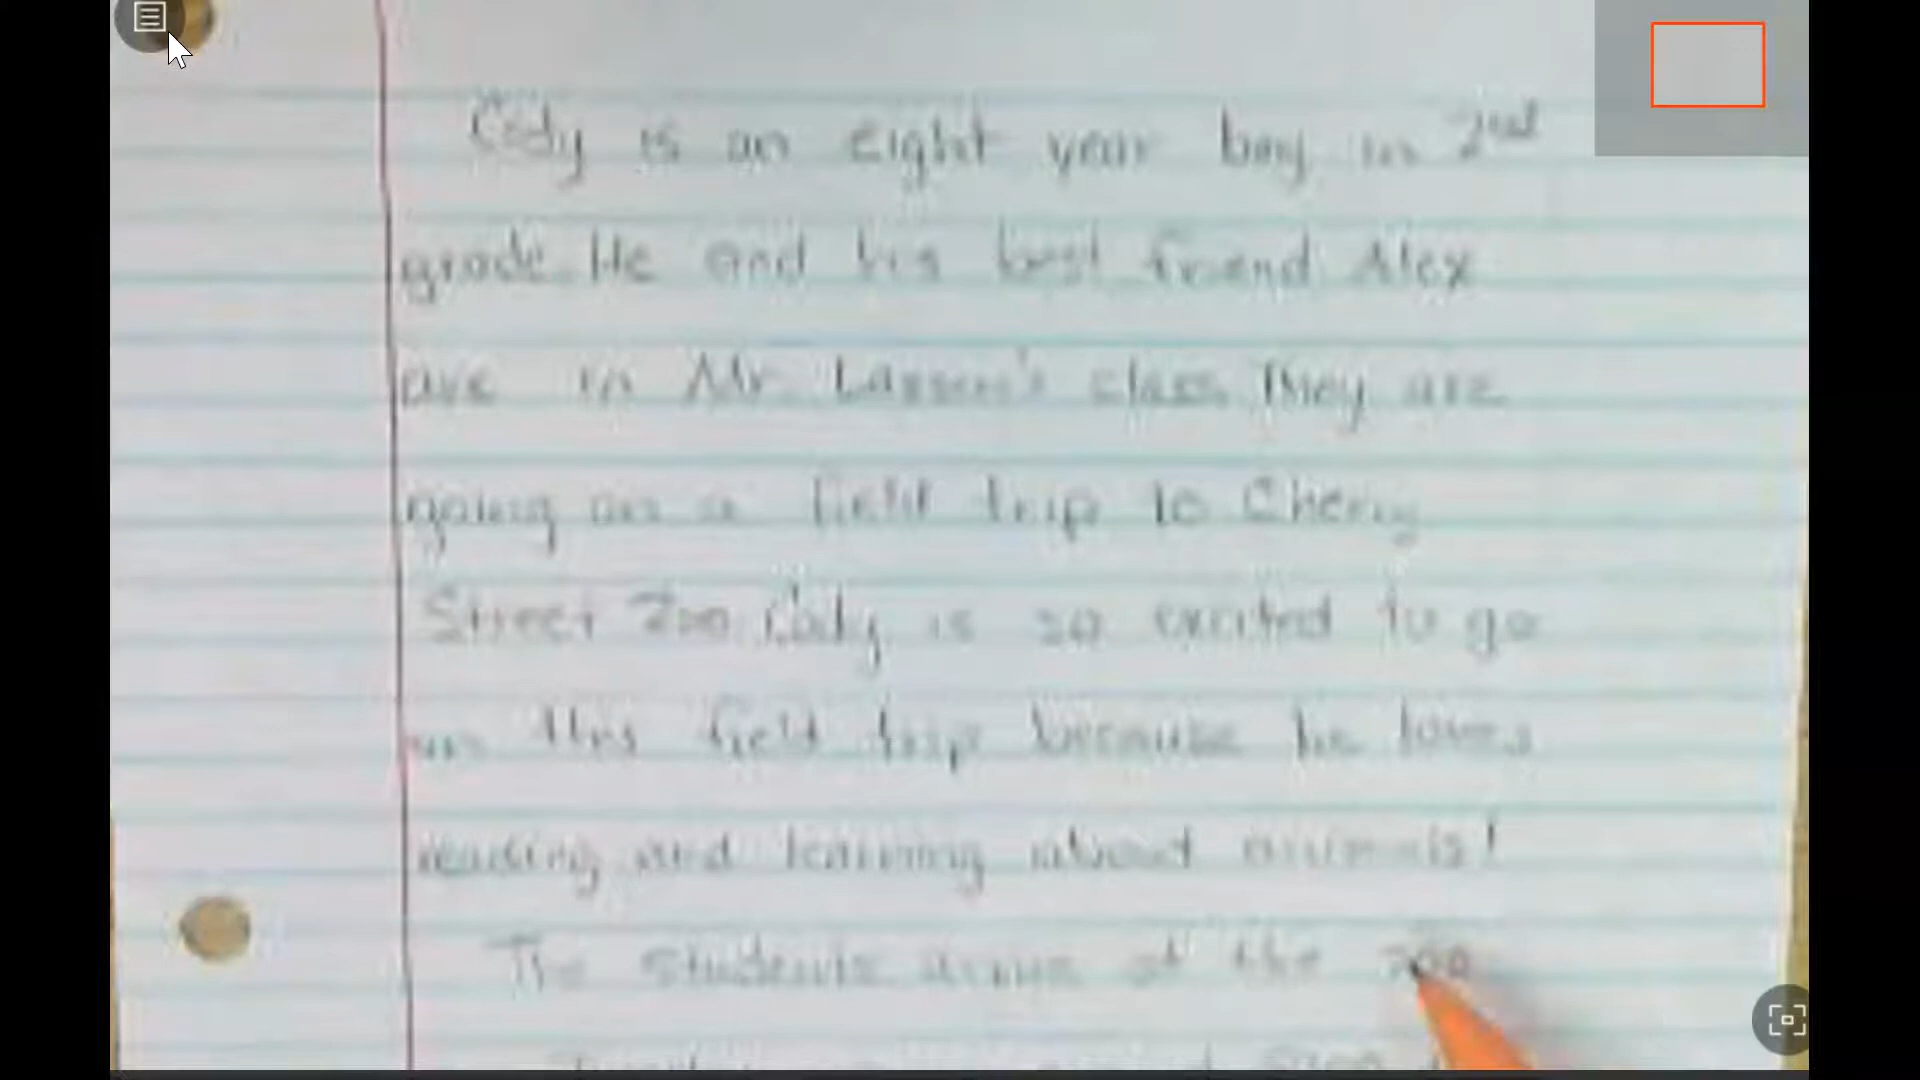 Cody is an eight year boy in 2nd
grade. He and his best friend Alex
are in Mr. class. They are
going on a field trip to Cherry
Street Zoo. Cody is so excited to go
on this field trip because he loves
reading and learning about animals!
The students arrive at the zoo